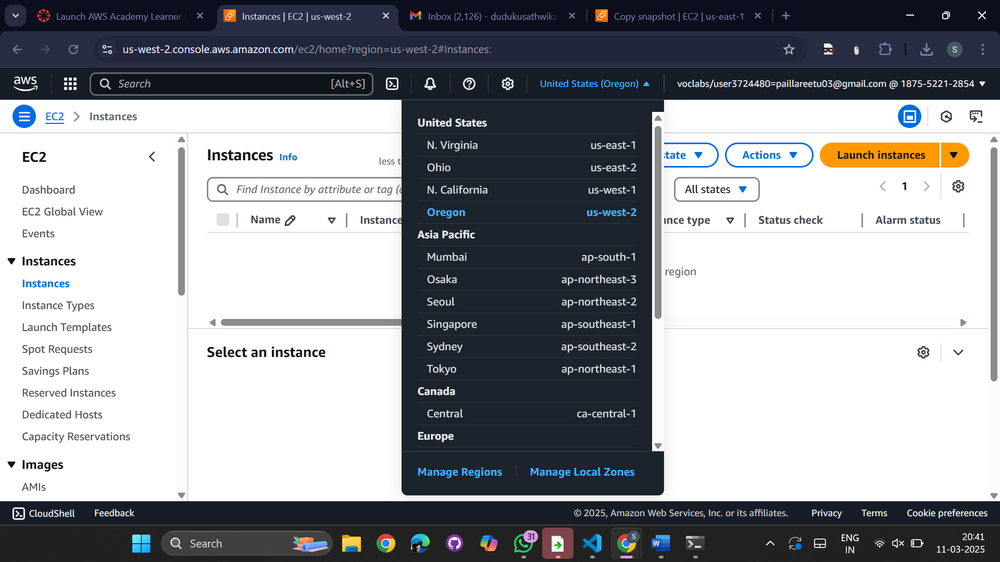 Launch AWS Academy Learner
Instances | EC2 | us-west-2
Inbox (2,126) - dudukusathwika
Copy snapshot | EC2 | us-east-1
us-west-2.console.aws.amazon.com/ec2/home?region=us-west-2#Instances:
S
aws
Search
[Alt+S]
United States (Oregon)
voclabs/user3724480=paillareetu03@gmail.com @ 1875-5221-2854
EC2
Instances
EC2
Dashboard
EC2 Global View
Events
Instances
Instances
Instance Types
Launch Templates
Spot Requests
Savings Plans
Reserved Instances
Dedicated Hosts
Capacity Reservations
Images
AMIs
Instances Info
less t
state
Actions
Launch instances
Find Instance by attribute or tag (c
All states
1
Name
Instance
ance type
Status check
Alarm status
region
Select an instance
United States
N. Virginia us-east-1
Ohio us-east-2
N. California us-west-1
Oregon us-west-2
Asia Pacific
Mumbai ap-south-1
Osaka ap-northeast-3
Seoul ap-northeast-2
Singapore ap-southeast-1
Sydney ap-southeast-2
Tokyo ap-northeast-1
Canada
Central ca-central-1
Europe
Manage Regions
Manage Local Zones
CloudShell
Feedback
© 2025, Amazon Web Services, Inc. or its affiliates.
Privacy
Terms
Cookie preferences
Search
31
S
W
ENG
IN
20:41
11-03-2025